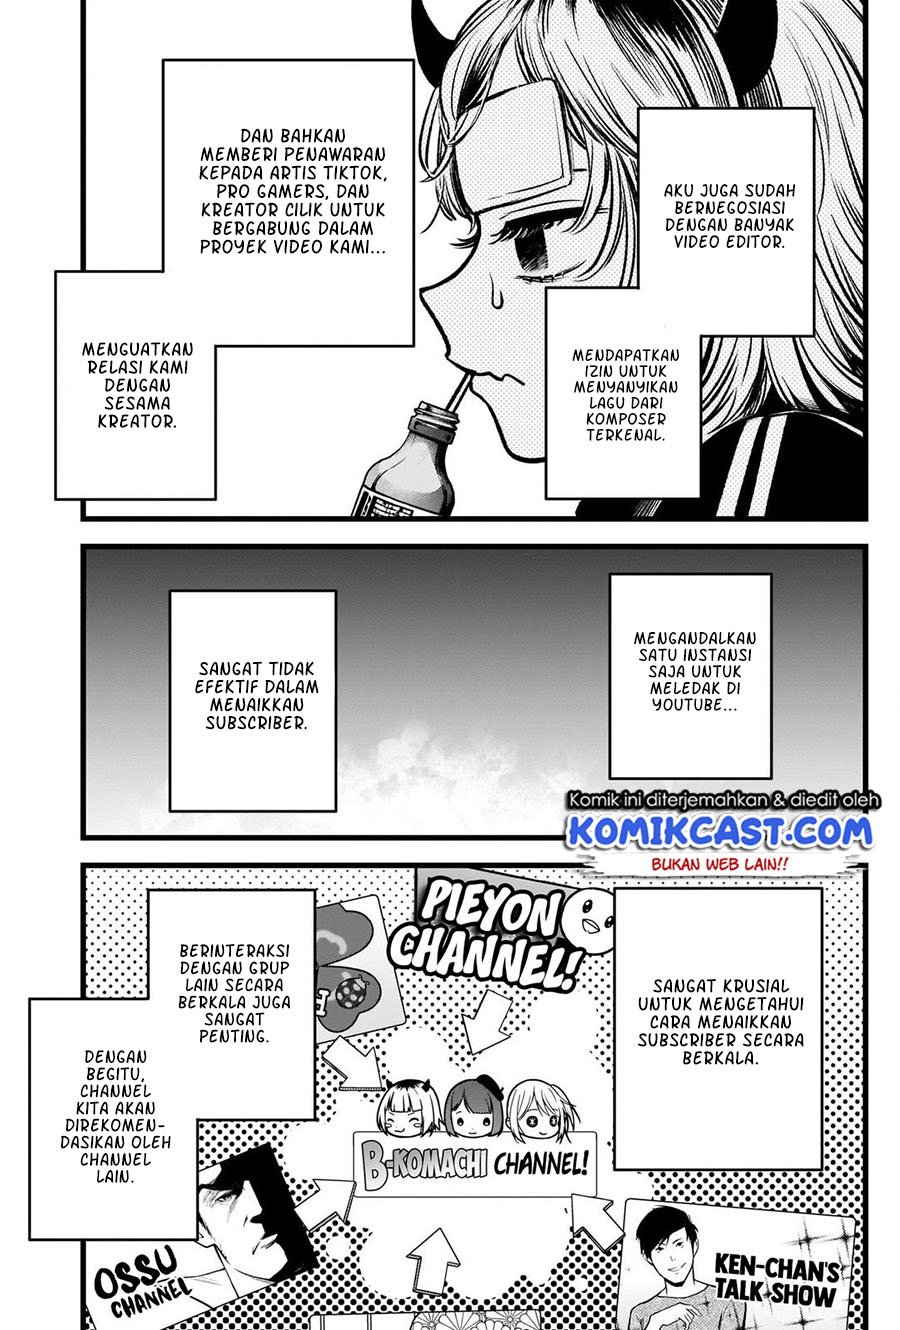 AKU JUGA SUDAH
BERNEGOSIASI
DENGAN BANYAK
VIDEO EDITOR.
MENDAPATKAN
IZIN UNTUK
MENYANYIKAN
LAGU DARI
KOMPOSER
TERKENAL.
DAN BAHKAN
MEMBERI PENAWARAN
KEPADA ARTIS TIKTOK,
PRO GAMERS, DAN
KREATOR CILIK UNTUK
BERGABUNG DALAM
PROYEK VIDEO KAMI...
MENGUATKAN
RELASI KAMI
DENGAN
SESAMA
KREATOR.
MENGANDALKAN
SATU INSTANSI
SAJA UNTUK
MELEDAK DI
YOUTUBE...
SANGAT TIDAK
EFEKTIF DALAM
MENAIKKAN
SUBSCRIBER.
Komik ini diterjemahkan & diedit oleh
KOMIKCAST.COM
BUKAN WEB LAIN!!
SANGAT KRUSIAL
UNTUK MENGETAHUI
CARA MENAIKKAN
SUBSCRIBER SECARA
BERKALA.
PIEYON
CHANNEL!
BERINTERAKSI
DENGAN GRUP
LAIN SECARA
BERKALA JUGA
SANGAT
PENTING.
DENGAN
BEGITU,
CHANNEL
KITA AKAN
DIREKOMEN-
DASIKAN OLEH
CHANNEL
LAIN.
B-KOMACHI CHANNEL!
OSSU
CHANNEL
KEN-CHAN'S
TALK SHOW